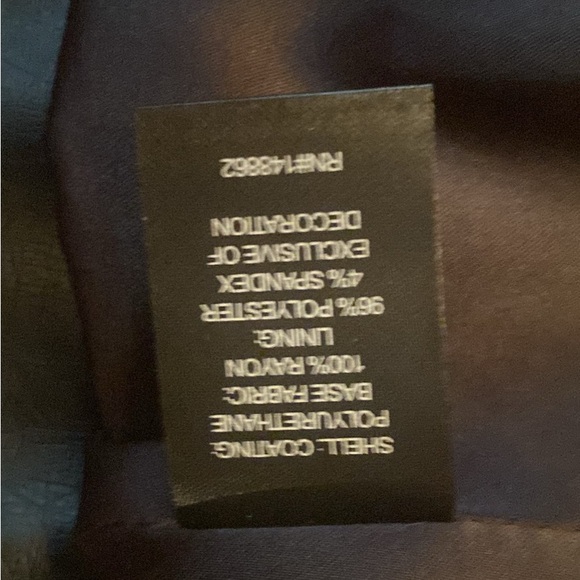 SHELL: COATING:
POLYURETHANE
BASE FABRIC:
100% RAYON
LINING:
96% POLYESTER
4% SPANDEX
EXCLUSIVE OF
DECORATION
RN#148862